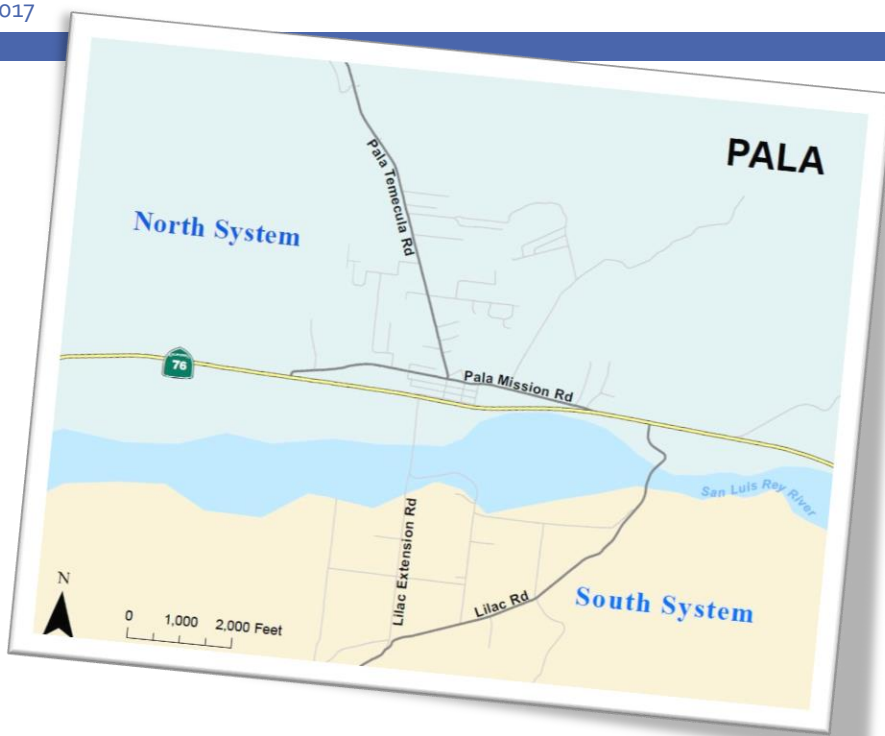 017
PALA
Pala Temecula Rd
North System
76
Pala Mission Rd
San Luis Rey River
Lilac Extension Rd
Lilac Rd
South System
N
0 1,000 2,000 Feet